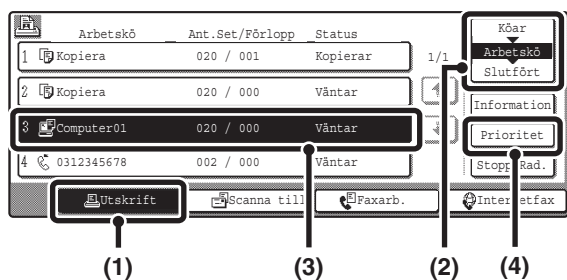 Arbetskö Ant.Set/Förlopp Status
1 Kopiera 020 / 001 Kopierar
2 Kopiera 020 / 000 Väntar
3 Computer01 020 / 000 Väntar
4 0312345678 002 / 000 Väntar
1/1
Köar
Arbetskö
Slutfört
Information
Prioritet
Stopp/Rad.
Utskrift Scanna till Faxarb. Internetfax
(1) (3) (2) (4)